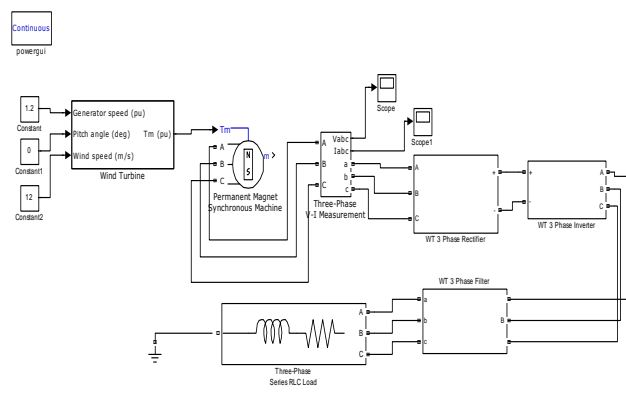 Continuous
powergui
1.2
Constant
0
Constant1
12
Constant2
Generator speed (pu)
Pitch angle (deg)
Wind speed (m/s)
Tm (pu)
Wind Turbine
Tm
A
B
C
m
N
S
Permanent Magnet
Synchronous Machine
A
B
C
Vabc
Iabc
a
b
c
Three-Phase
V-I Measurement
Scope
Scope1
A
B
C
+
-
WT 3 Phase Rectifier
+
-
A
B
C
WT 3 Phase Inverter
WT 3 Phase Filter
a
b
c
B
A
B
C
Three-Phase
Series RLC Load